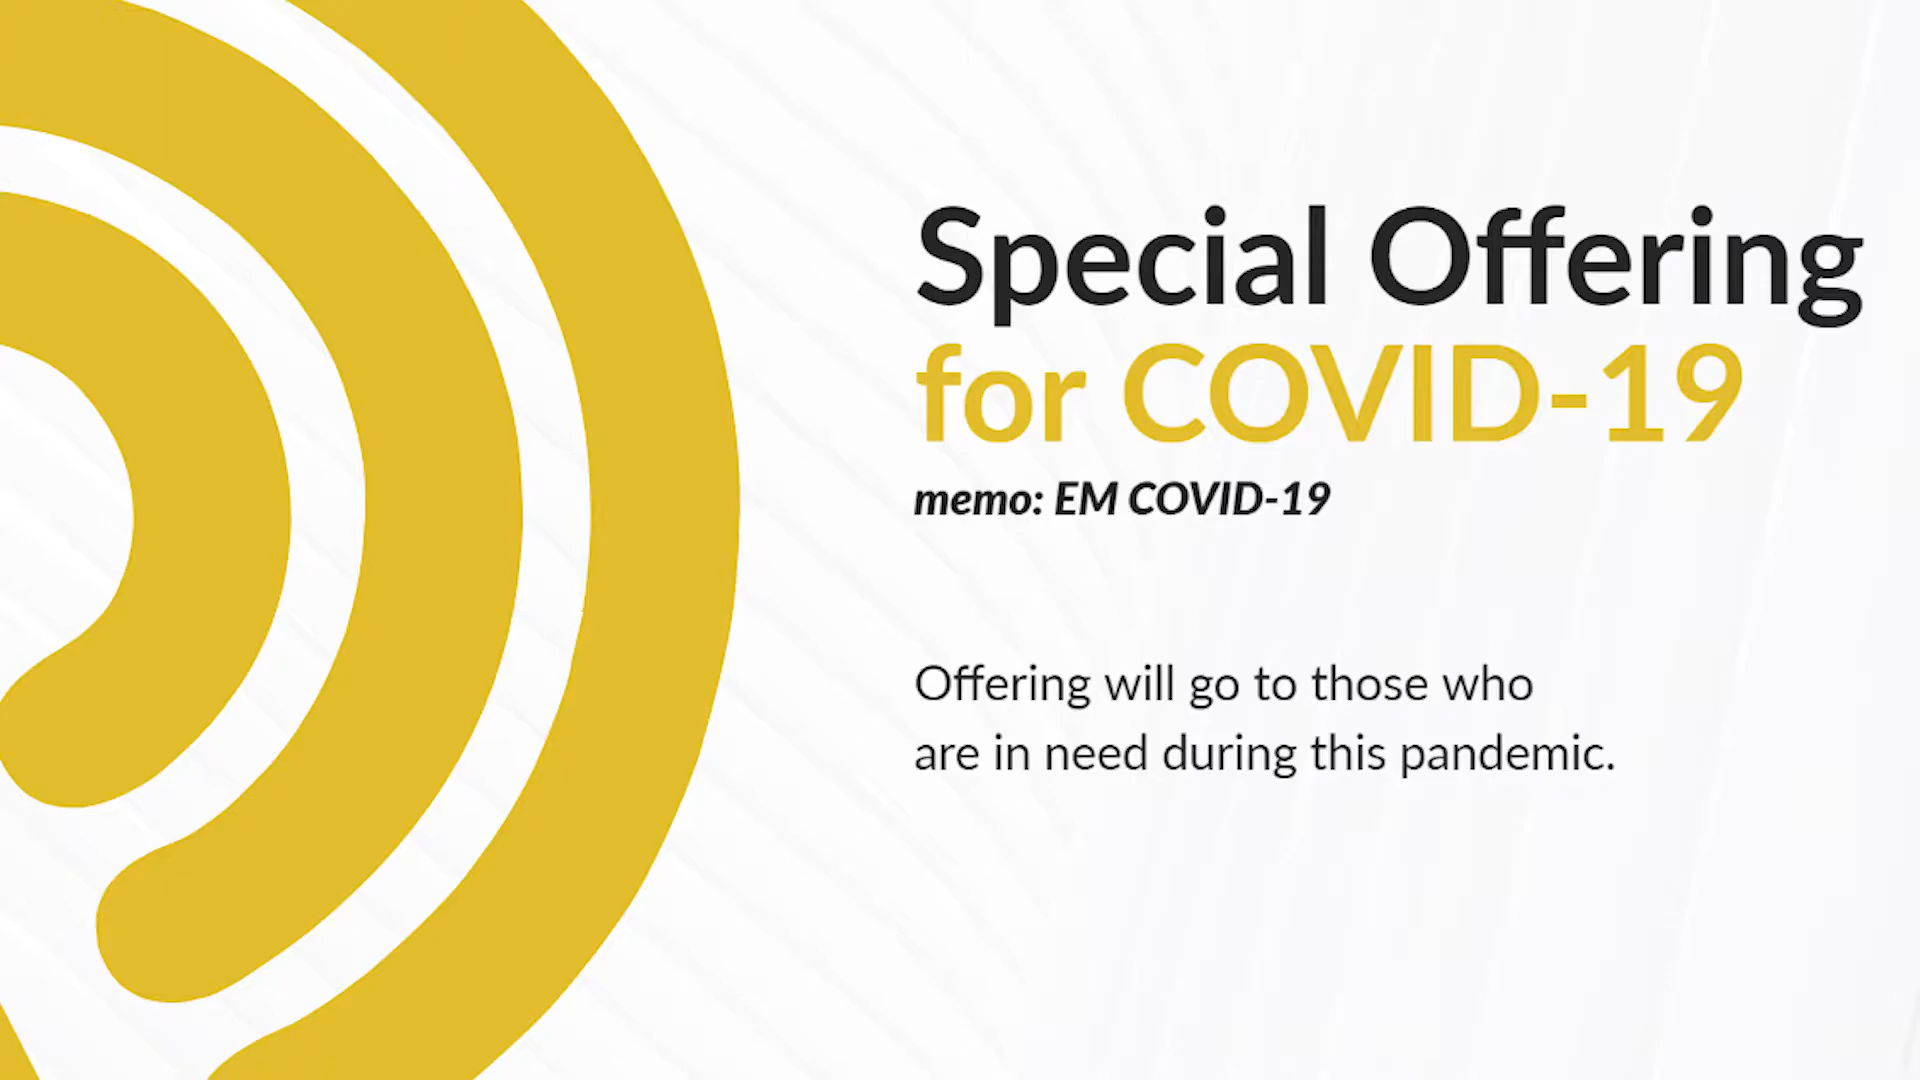 Special Offering
for COVID-19
memo: EM COVID-19
Offering will go to those who
are in need during this pandemic.